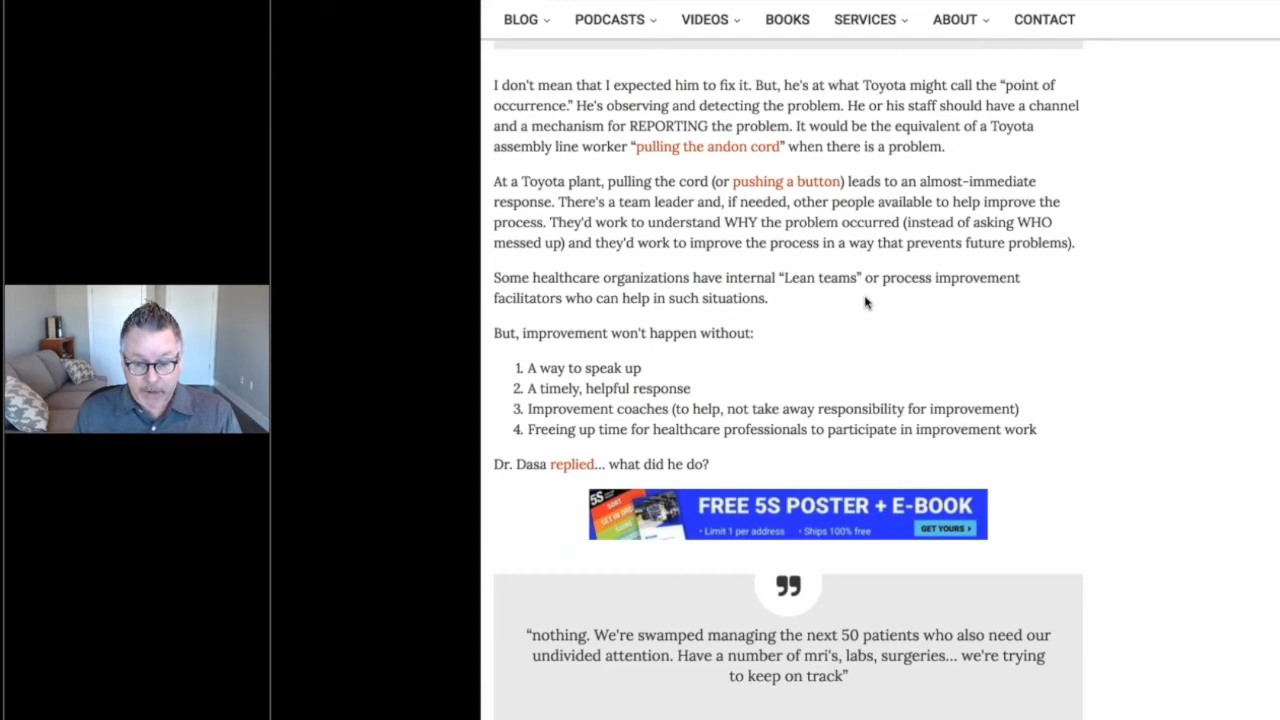 BLOG PODCASTS VIDEOS BOOKS SERVICES ABOUT CONTACT
I don't mean that I expected him to fix it. But, he's at what Toyota might call the “point of
occurrence.” He's observing and detecting the problem. He or his staff should have a channel
and a mechanism for REPORTING the problem. It would be the equivalent of a Toyota
assembly line worker “pulling the andon cord” when there is a problem.
At a Toyota plant, pulling the cord (or pushing a button) leads to an almost-immediate
response. There's a team leader and, if needed, other people available to help improve the
process. They'd work to understand WHY the problem occurred (instead of asking WHO
messed up) and they'd work to improve the process in a way that prevents future problems).
Some healthcare organizations have internal “Lean teams” or process improvement
facilitators who can help in such situations.
But, improvement won't happen without:
1. A way to speak up
2. A timely, helpful response
3. Improvement coaches (to help, not take away responsibility for improvement)
4. Freeing up time for healthcare professionals to participate in improvement work
Dr. Dasa replied… what did he do?
5S
SORT
SET IN ORDER
SHINE
FREE 5S POSTER + E-BOOK
• Limit 1 per address • Ships 100% free
GET YOURS
“nothing. We're swamped managing the next 50 patients who also need our
undivided attention. Have a number of mri's, labs, surgeries… we're trying
to keep on track”